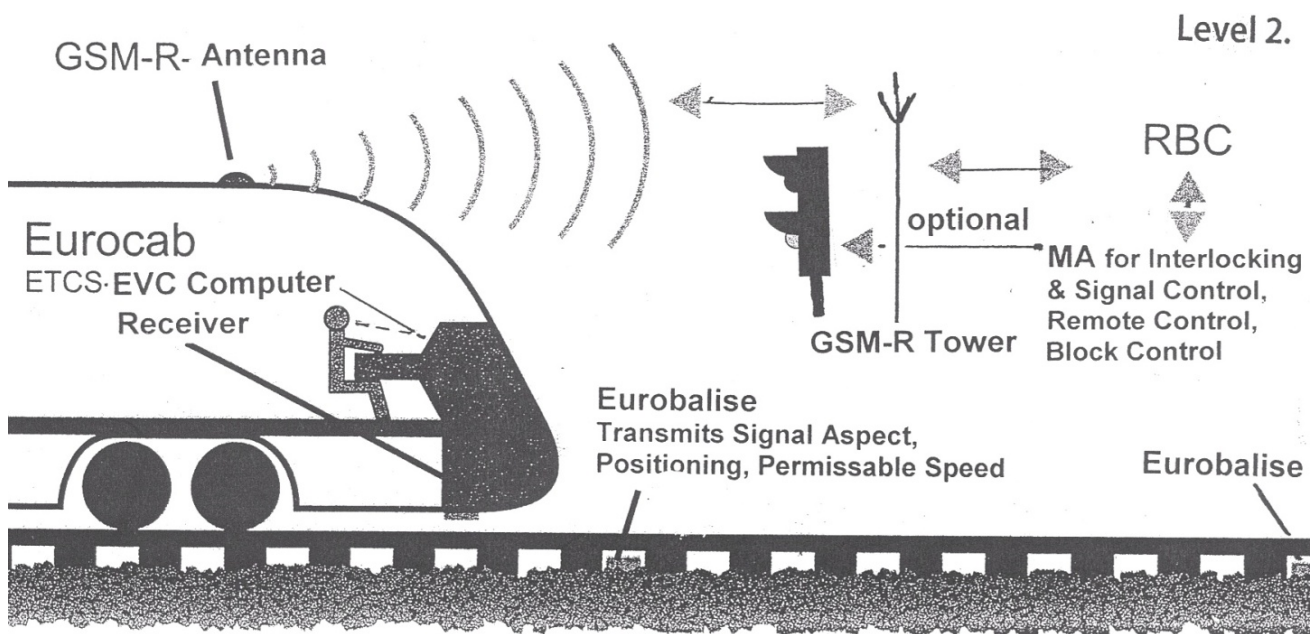 Level 2.
GSM-R- Antenna
RBC
optional
Eurocab
ETCS·EVC Computer
Receiver
MA for Interlocking
& Signal Control,
Remote Control,
Block Control
GSM-R Tower
Eurobalise
Transmits Signal Aspect,
Positioning, Permissable Speed
Eurobalise